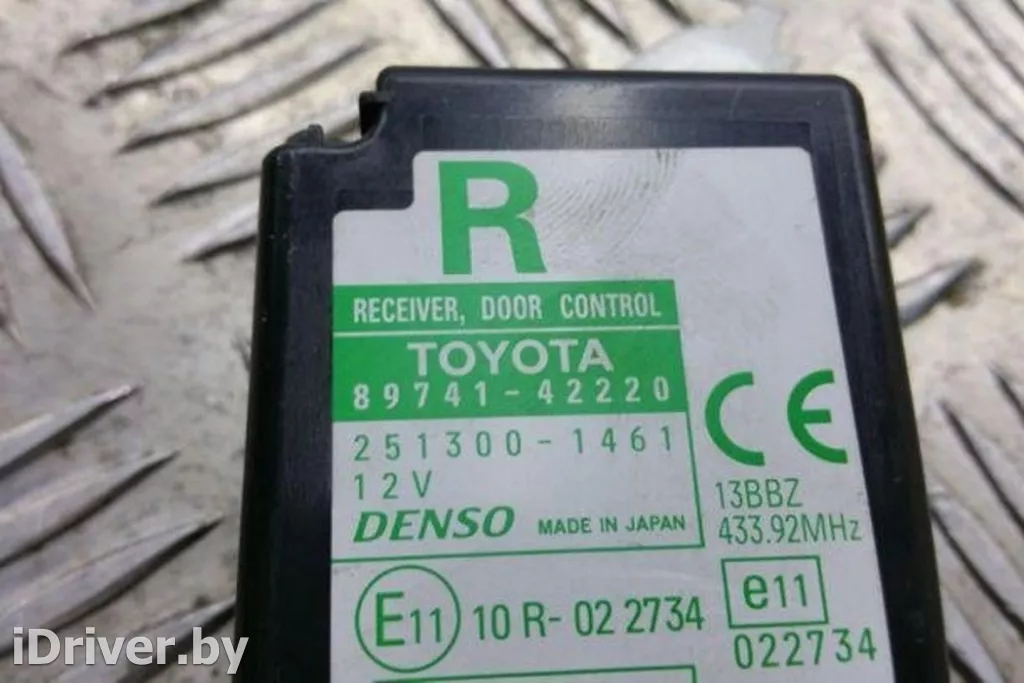 R
RECEIVER, DOOR CONTROL
TOYOTA
89741-42220
251300-1461
12V
DENSO MADE IN JAPAN
CE
13BBZ
433.92MHz
E11 10 R- 02 2734
e11
022734
iDriver.by